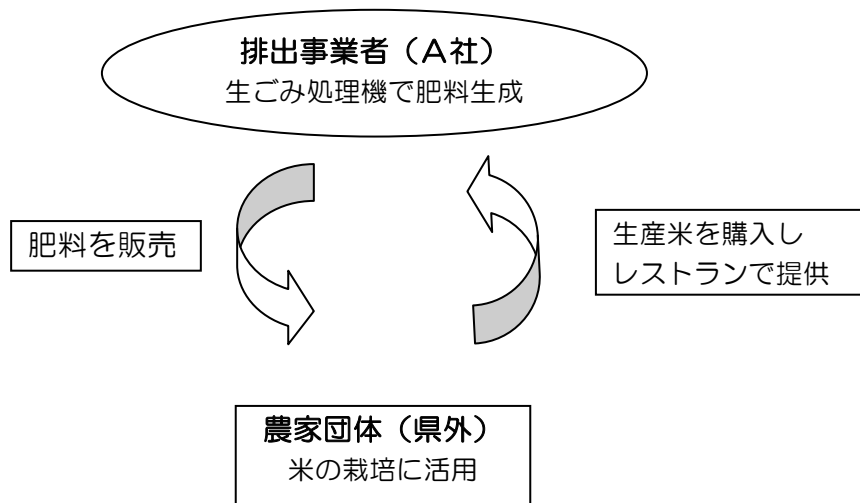 排出事業者（A社）
生ごみ処理機で肥料生成
肥料を販売
生産米を購入し
レストランで提供
農家団体（県外）
米の栽培に活用